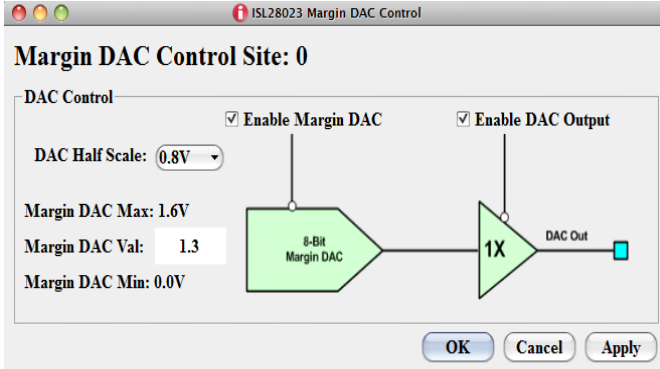 ISL28023 Margin DAC Control
Margin DAC Control Site: 0
DAC Control
Enable Margin DAC
Enable DAC Output
DAC Half Scale: 0.8V
Margin DAC Max: 1.6V
Margin DAC Val: 1.3
Margin DAC Min: 0.0V
8-Bit
Margin DAC
1X
DAC Out
OK Cancel Apply